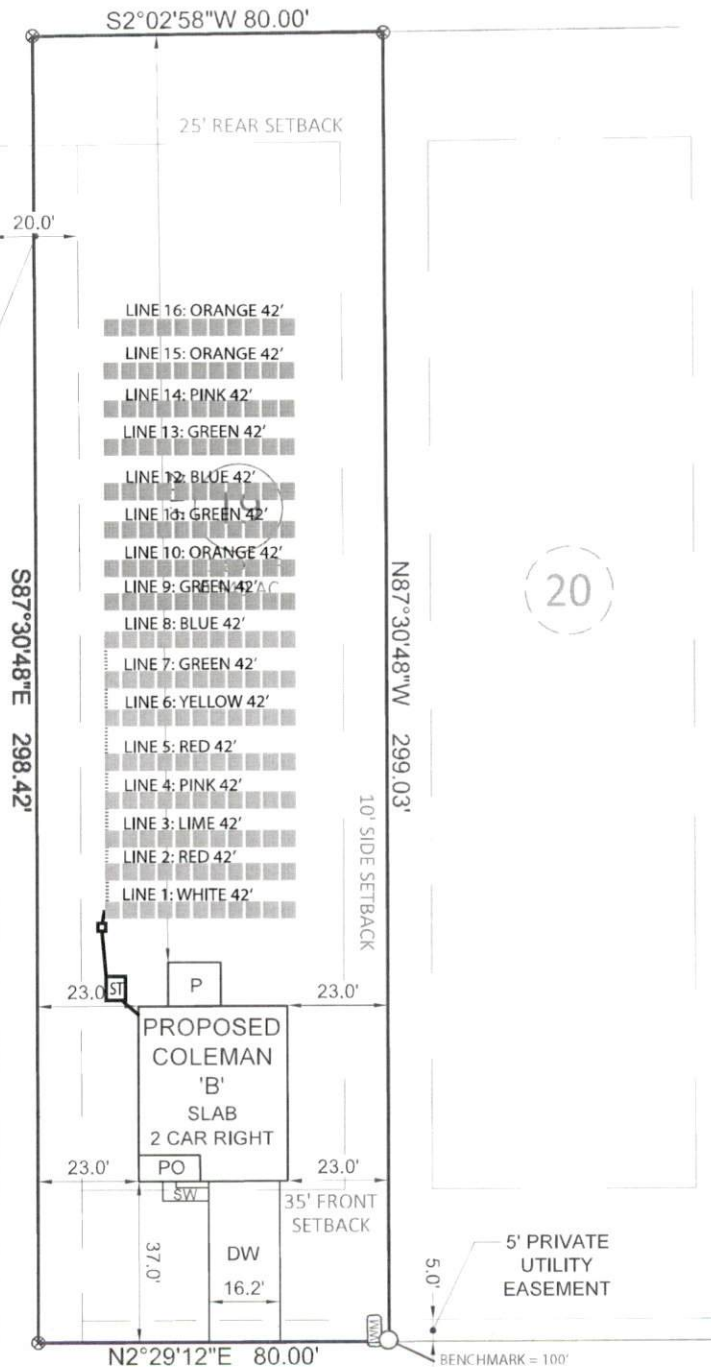 S2°02'58"W 80.00'
25' REAR SETBACK
20.0'
LINE 16: ORANGE 42'
LINE 15: ORANGE 42'
LINE 14: PINK 42'
LINE 13: GREEN 42'
LINE 12: BLUE 42'
19
LINE 11: GREEN 42'
LINE 10: ORANGE 42'
LINE 9: GREEN 42'
AC
LINE 8: BLUE 42'
LINE 7: GREEN 42'
LINE 6: YELLOW 42'
LINE 5: RED 42'
LINE 4: PINK 42'
LINE 3: LIME 42'
LINE 2: RED 42'
LINE 1: WHITE 42'
S87°30'48"E 298.42'
N87°30'48"W 299.03'
20
10' SIDE SETBACK
ST
P
23.0'
23.0'
PROPOSED
COLEMAN
'B'
SLAB
2 CAR RIGHT
PO
SW
23.0'
23.0'
35' FRONT
SETBACK
37.0'
DW
16.2'
5' PRIVATE
UTILITY
EASEMENT
5.0'
WM
BENCHMARK = 100'
N2°29'12"E 80.00'